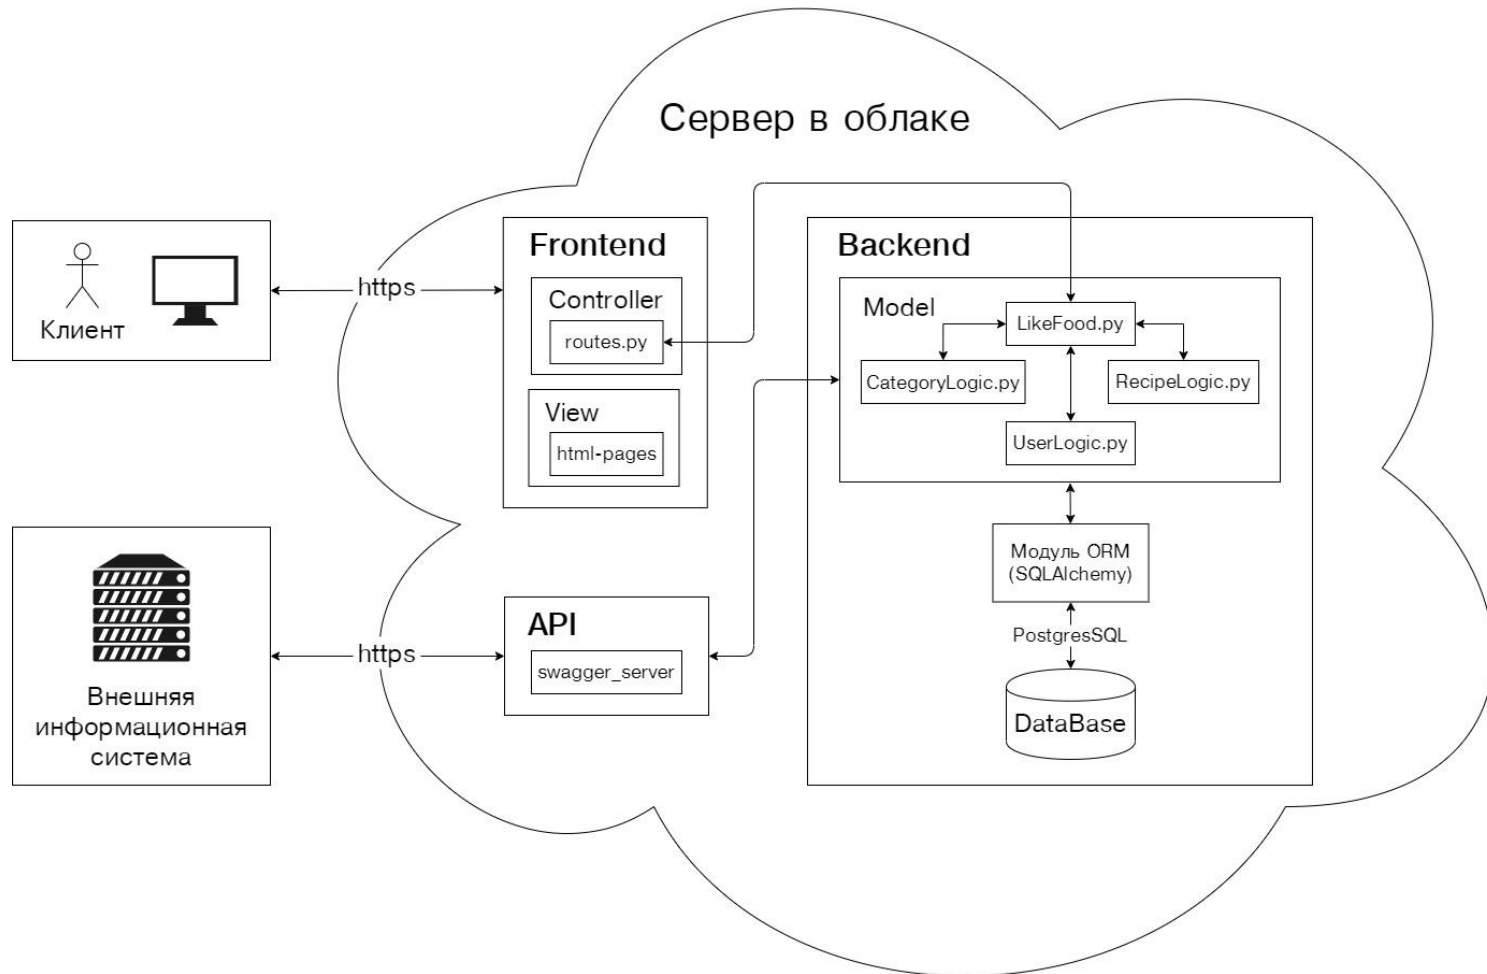 Сервер в облаке
Клиент
https
Frontend
Controller
routes.py
View
html-pages
Backend
Model
LikeFood.py
CategoryLogic.py
RecipeLogic.py
UserLogic.py
Модуль ORM
(SQLAlchemy)
PostgresSQL
DataBase
Внешняя
информационная
система
https
API
swagger_server